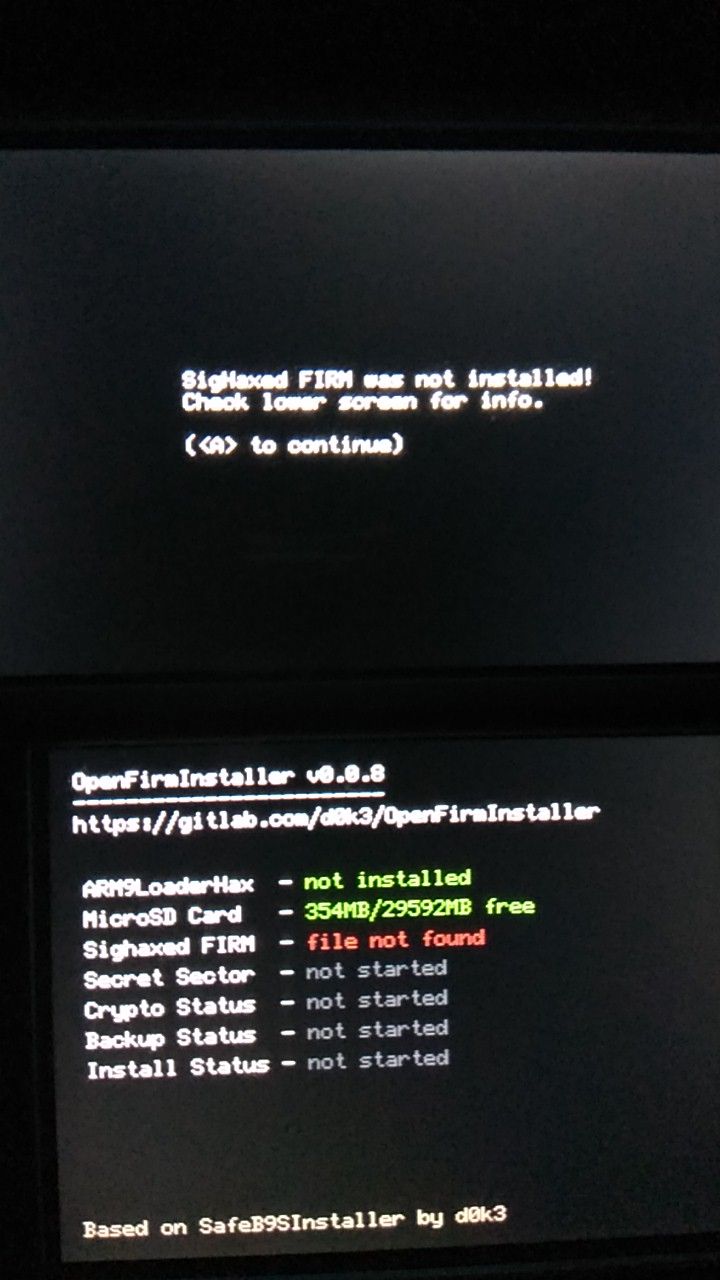 SigHaxed FIRM was not installed!
Check lower screen for info.
(<A> to continue)
OpenFirmInstaller v0.0.8
------------------------
https://gitlab.com/d0k3/OpenFirmInstaller
ARM9LoaderHax - not installed
MicroSD Card - 354MB/29592MB free
Sighaxed FIRM - file not found
Secret Sector - not started
Crypto Status - not started
Backup Status - not started
Install Status - not started
Based on SafeB9SInstaller by d0k3